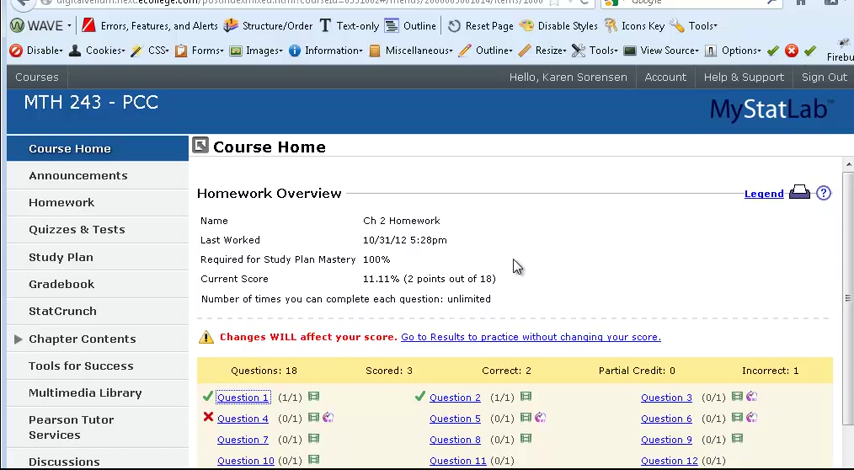 WAVE Errors, Features, and Alerts Structure/Order Text-only Outline Reset Page Disable Styles Icons Key Tools
Disable Cookies CSS Forms Images Information Miscellaneous Outline Resize Tools View Source Options Firebu
Courses Hello, Karen Sorensen Account Help & Support Sign Out
MTH 243 - PCC
MyStatLab™
Course Home
Announcements
Homework
Quizzes & Tests
Study Plan
Gradebook
StatCrunch
Chapter Contents
Tools for Success
Multimedia Library
Pearson Tutor
Services
Discussions
Course Home
Homework Overview Legend ?
Name Ch 2 Homework
Last Worked 10/31/12 5:28pm
Required for Study Plan Mastery 100%
Current Score 11.11% (2 points out of 18)
Number of times you can complete each question: unlimited
Changes WILL affect your score. Go to Results to practice without changing your score.
Questions: 18 Scored: 3 Correct: 2 Partial Credit: 0 Incorrect: 1
Question 1 (1/1) Question 2 (1/1) Question 3 (0/1)
Question 4 (0/1) Question 5 (0/1) Question 6 (0/1)
Question 7 (0/1) Question 8 (0/1) Question 9 (0/1)
Question 10 (0/1) Question 11 (0/1) Question 12 (0/1)